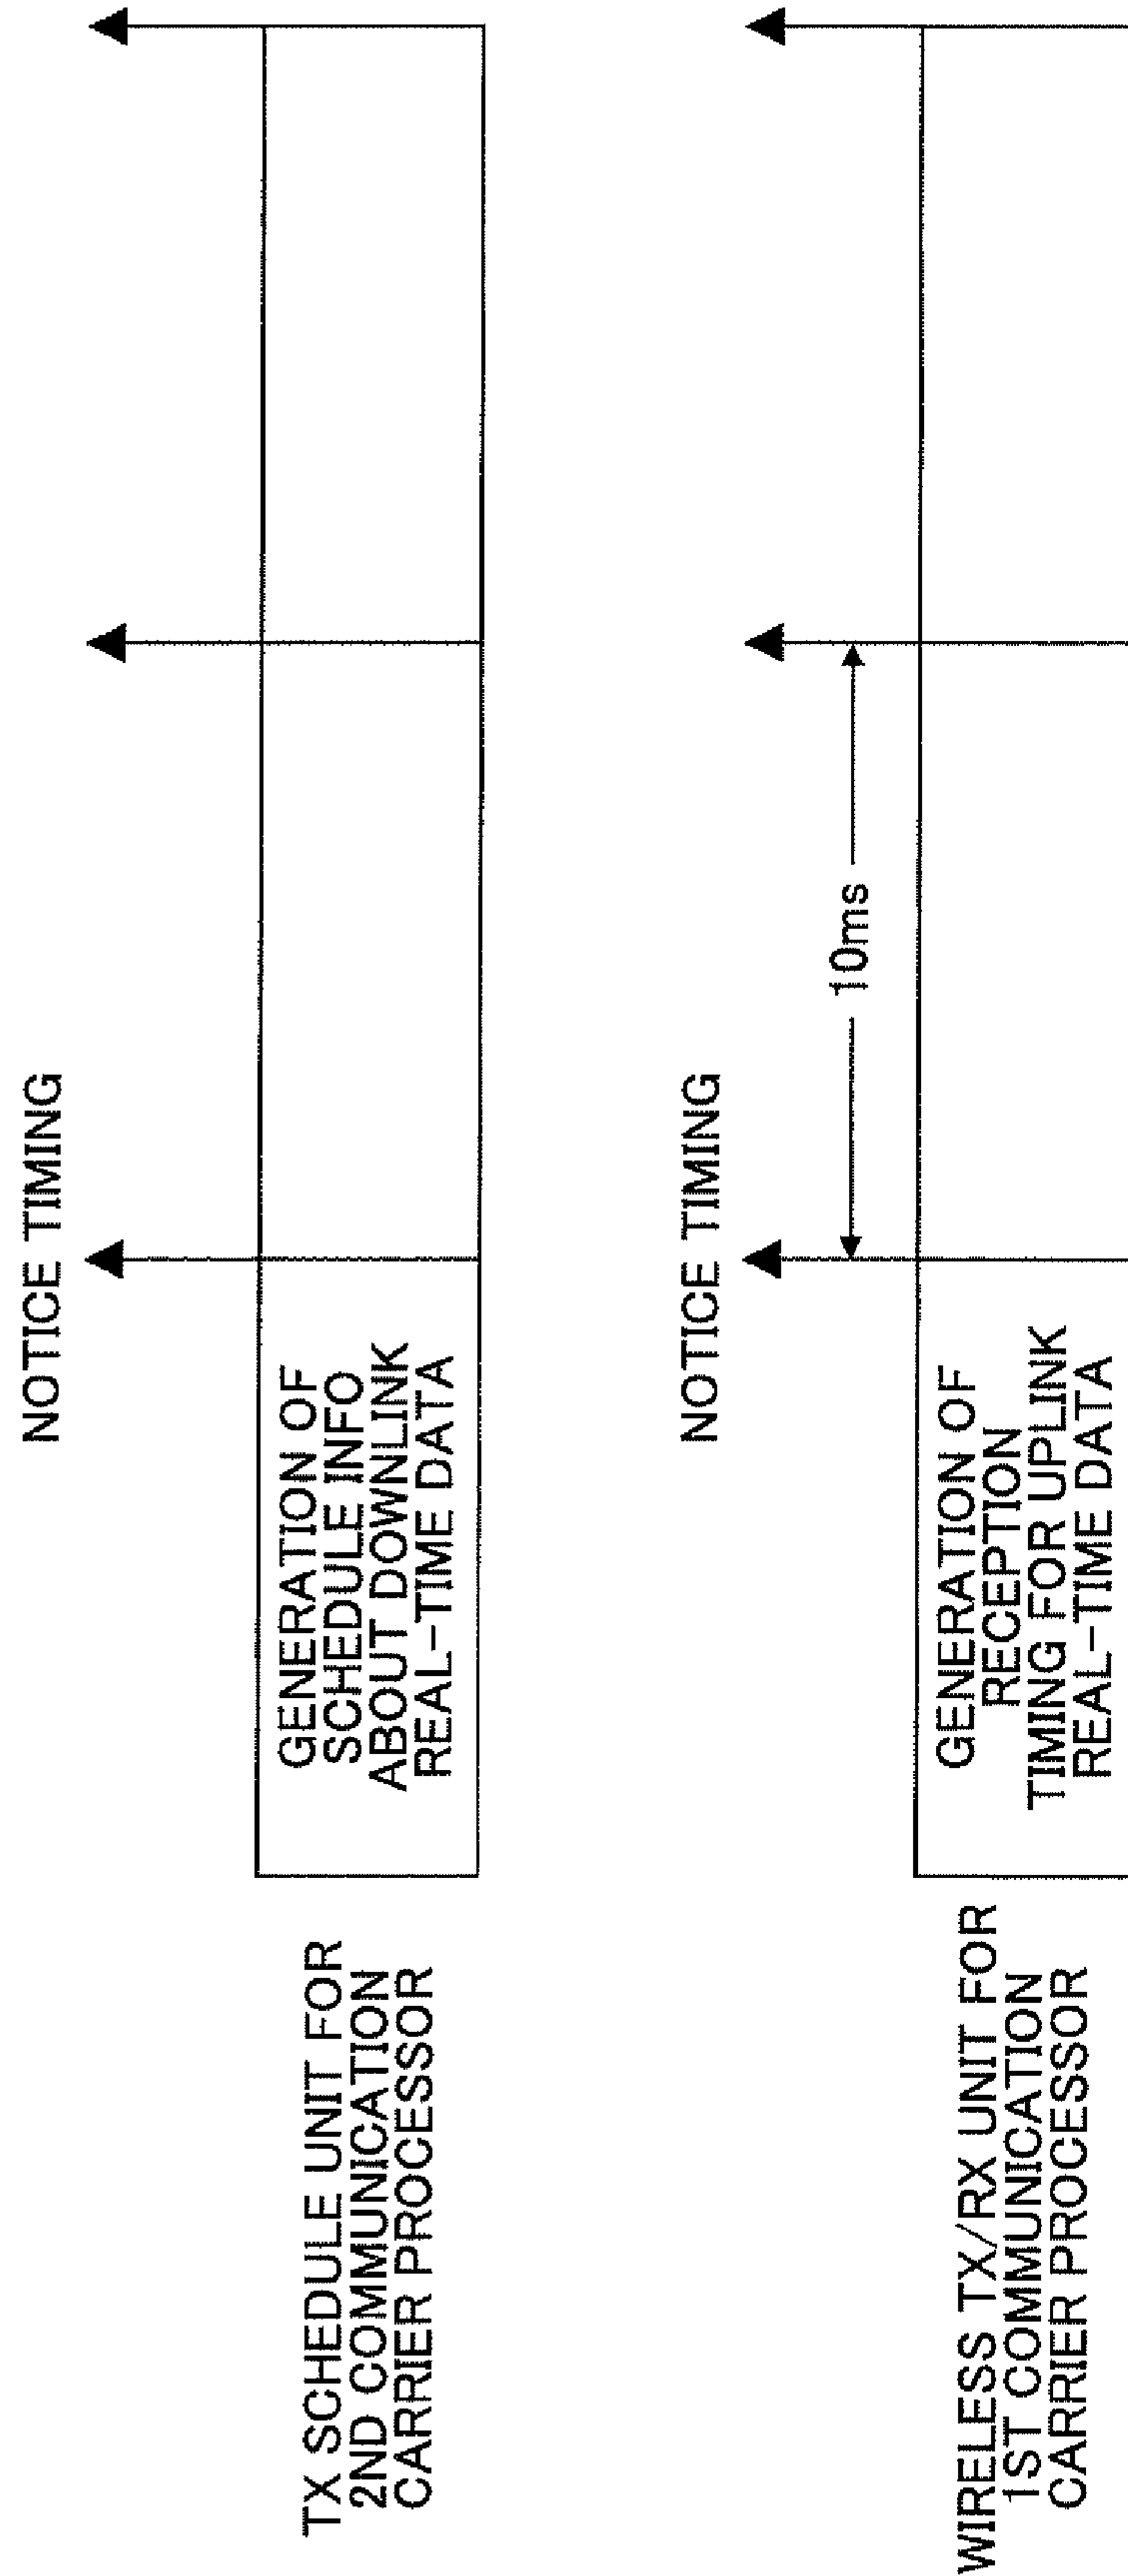 NOTICE TIMING
TX SCHEDULE UNIT FOR
2ND COMMUNICATION
CARRIER PROCESSOR
GENERATION OF
SCHEDULE INFO
ABOUT DOWNLINK
REAL-TIME DATA
NOTICE TIMING
10ms
WIRELESS TX/RX UNIT FOR
1ST COMMUNICATION
CARRIER PROCESSOR
GENERATION OF
RECEPTION
TIMING FOR UPLINK
REAL-TIME DATA